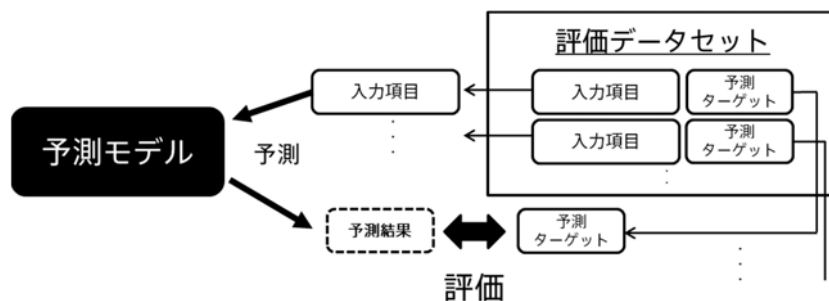 評価データセット
入力項目
入力項目
予測
ターゲット
予測モデル
予測
入力項目
予測
ターゲット
予測結果
予測
ターゲット
評価